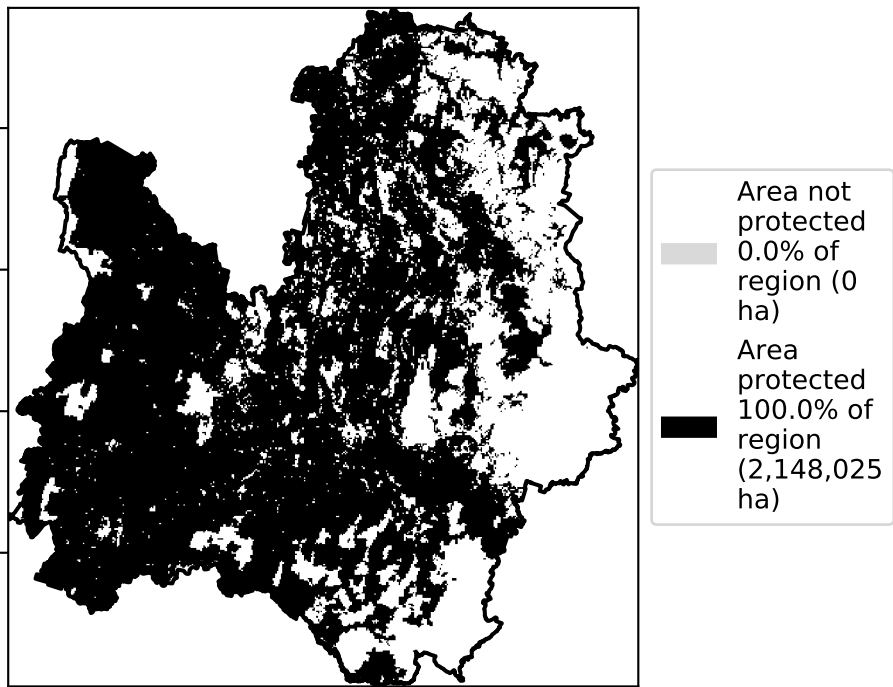 Area not
protected
0.0% of
region (0
ha)
Area
protected
100.0% of
region
(2,148,025
ha)